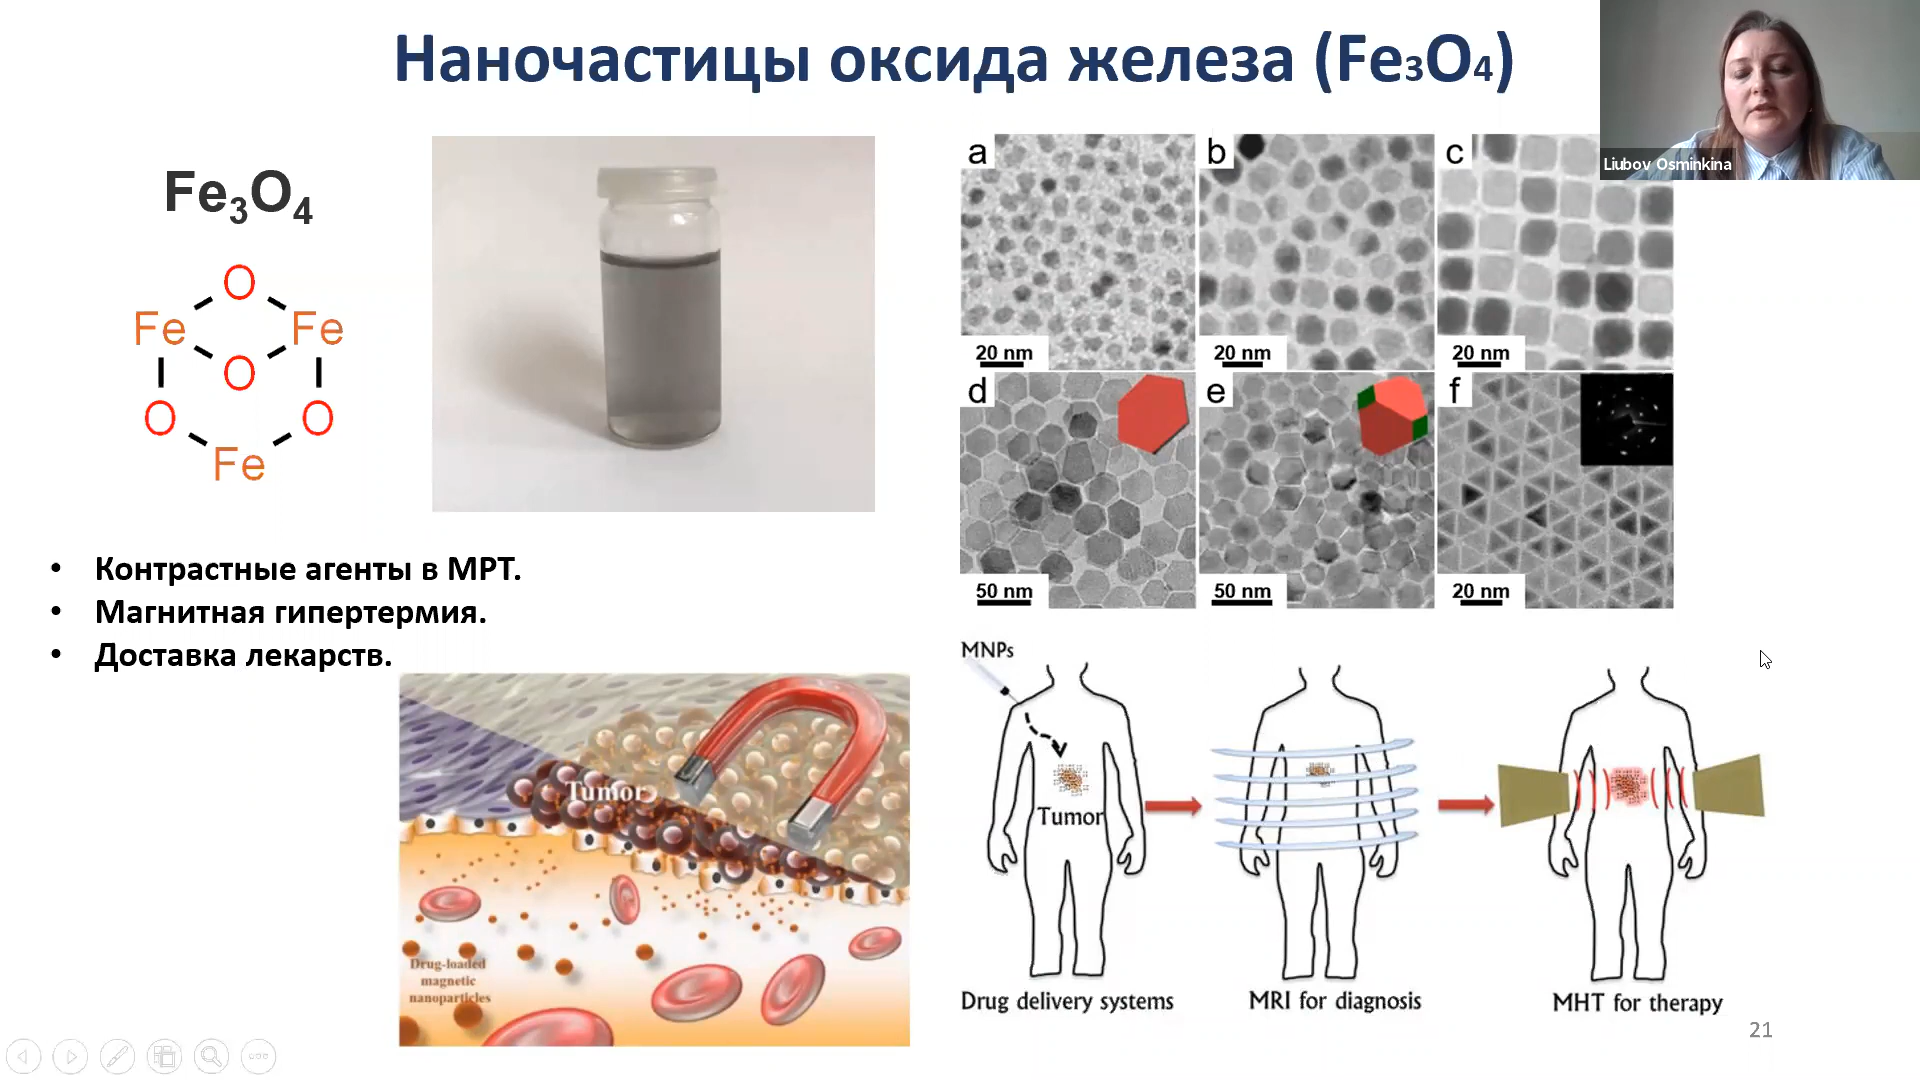 Наночастицы оксида железа (Fe₃O₄)
Liubov Osminkina
Fe₃O₄
O
Fe Fe
O
O O
Fe
a b c
20 nm 20 nm 20 nm
d e f
50 nm 50 nm 20 nm
• Контрастные агенты в МРТ.
• Магнитная гипертермия.
• Доставка лекарств.
Tumor
Drug-loaded
magnetic
nanoparticles
MNPs
Tumor
Drug delivery systems
MRI for diagnosis
MHT for therapy
21